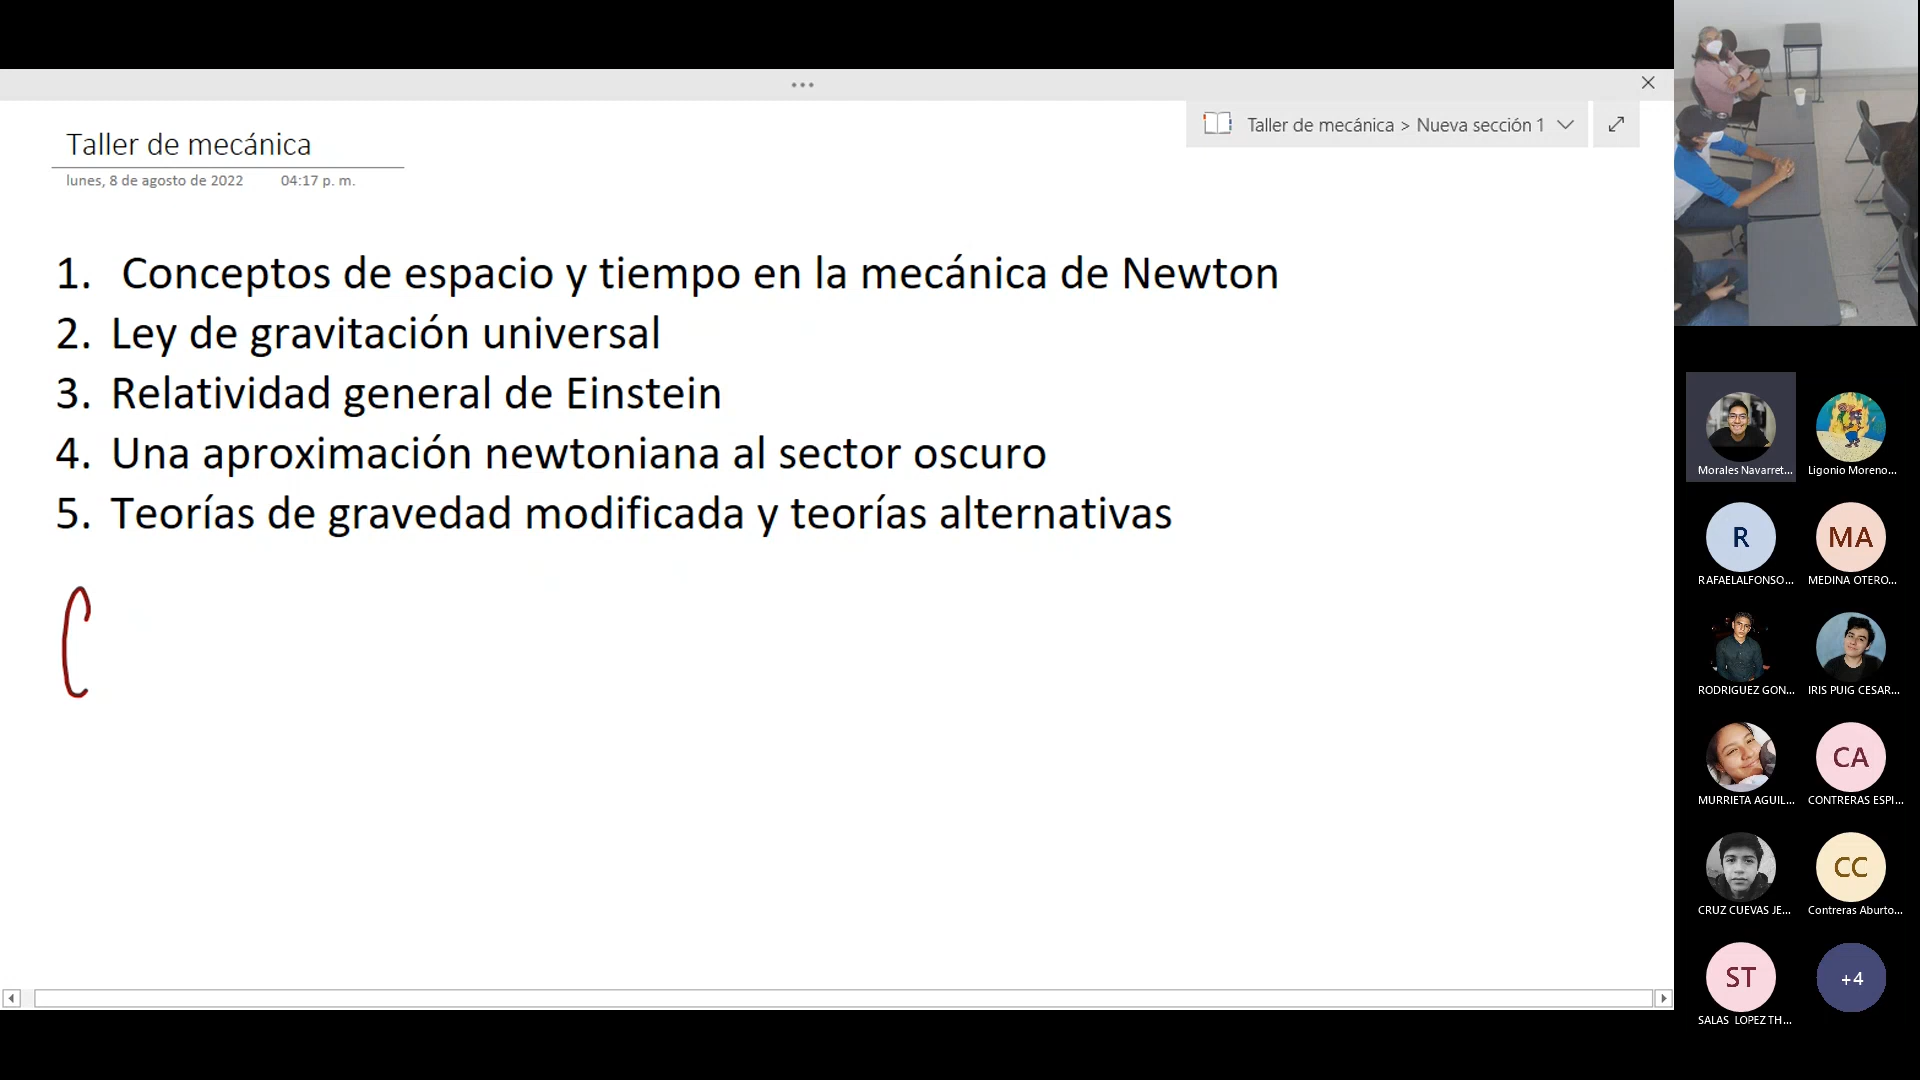 Taller de mecánica > Nueva sección 1
Taller de mecánica
lunes, 8 de agosto de 2022 04:17 p. m.
1. Conceptos de espacio y tiempo en la mecánica de Newton
2. Ley de gravitación universal
3. Relatividad general de Einstein
4. Una aproximación newtoniana al sector oscuro
5. Teorías de gravedad modificada y teorías alternativas
Morales Navarret... Ligonio Moreno...
R MA
RAFAELALFONSO... MEDINA OTERO...
RODRIGUEZ GON... IRIS PUIG CESAR...
CA
MURRIETA AGUIL... CONTRERAS ESPI...
CC
CRUZ CUEVAS JE... Contreras Aburto...
ST +4
SALAS LOPEZ TH...